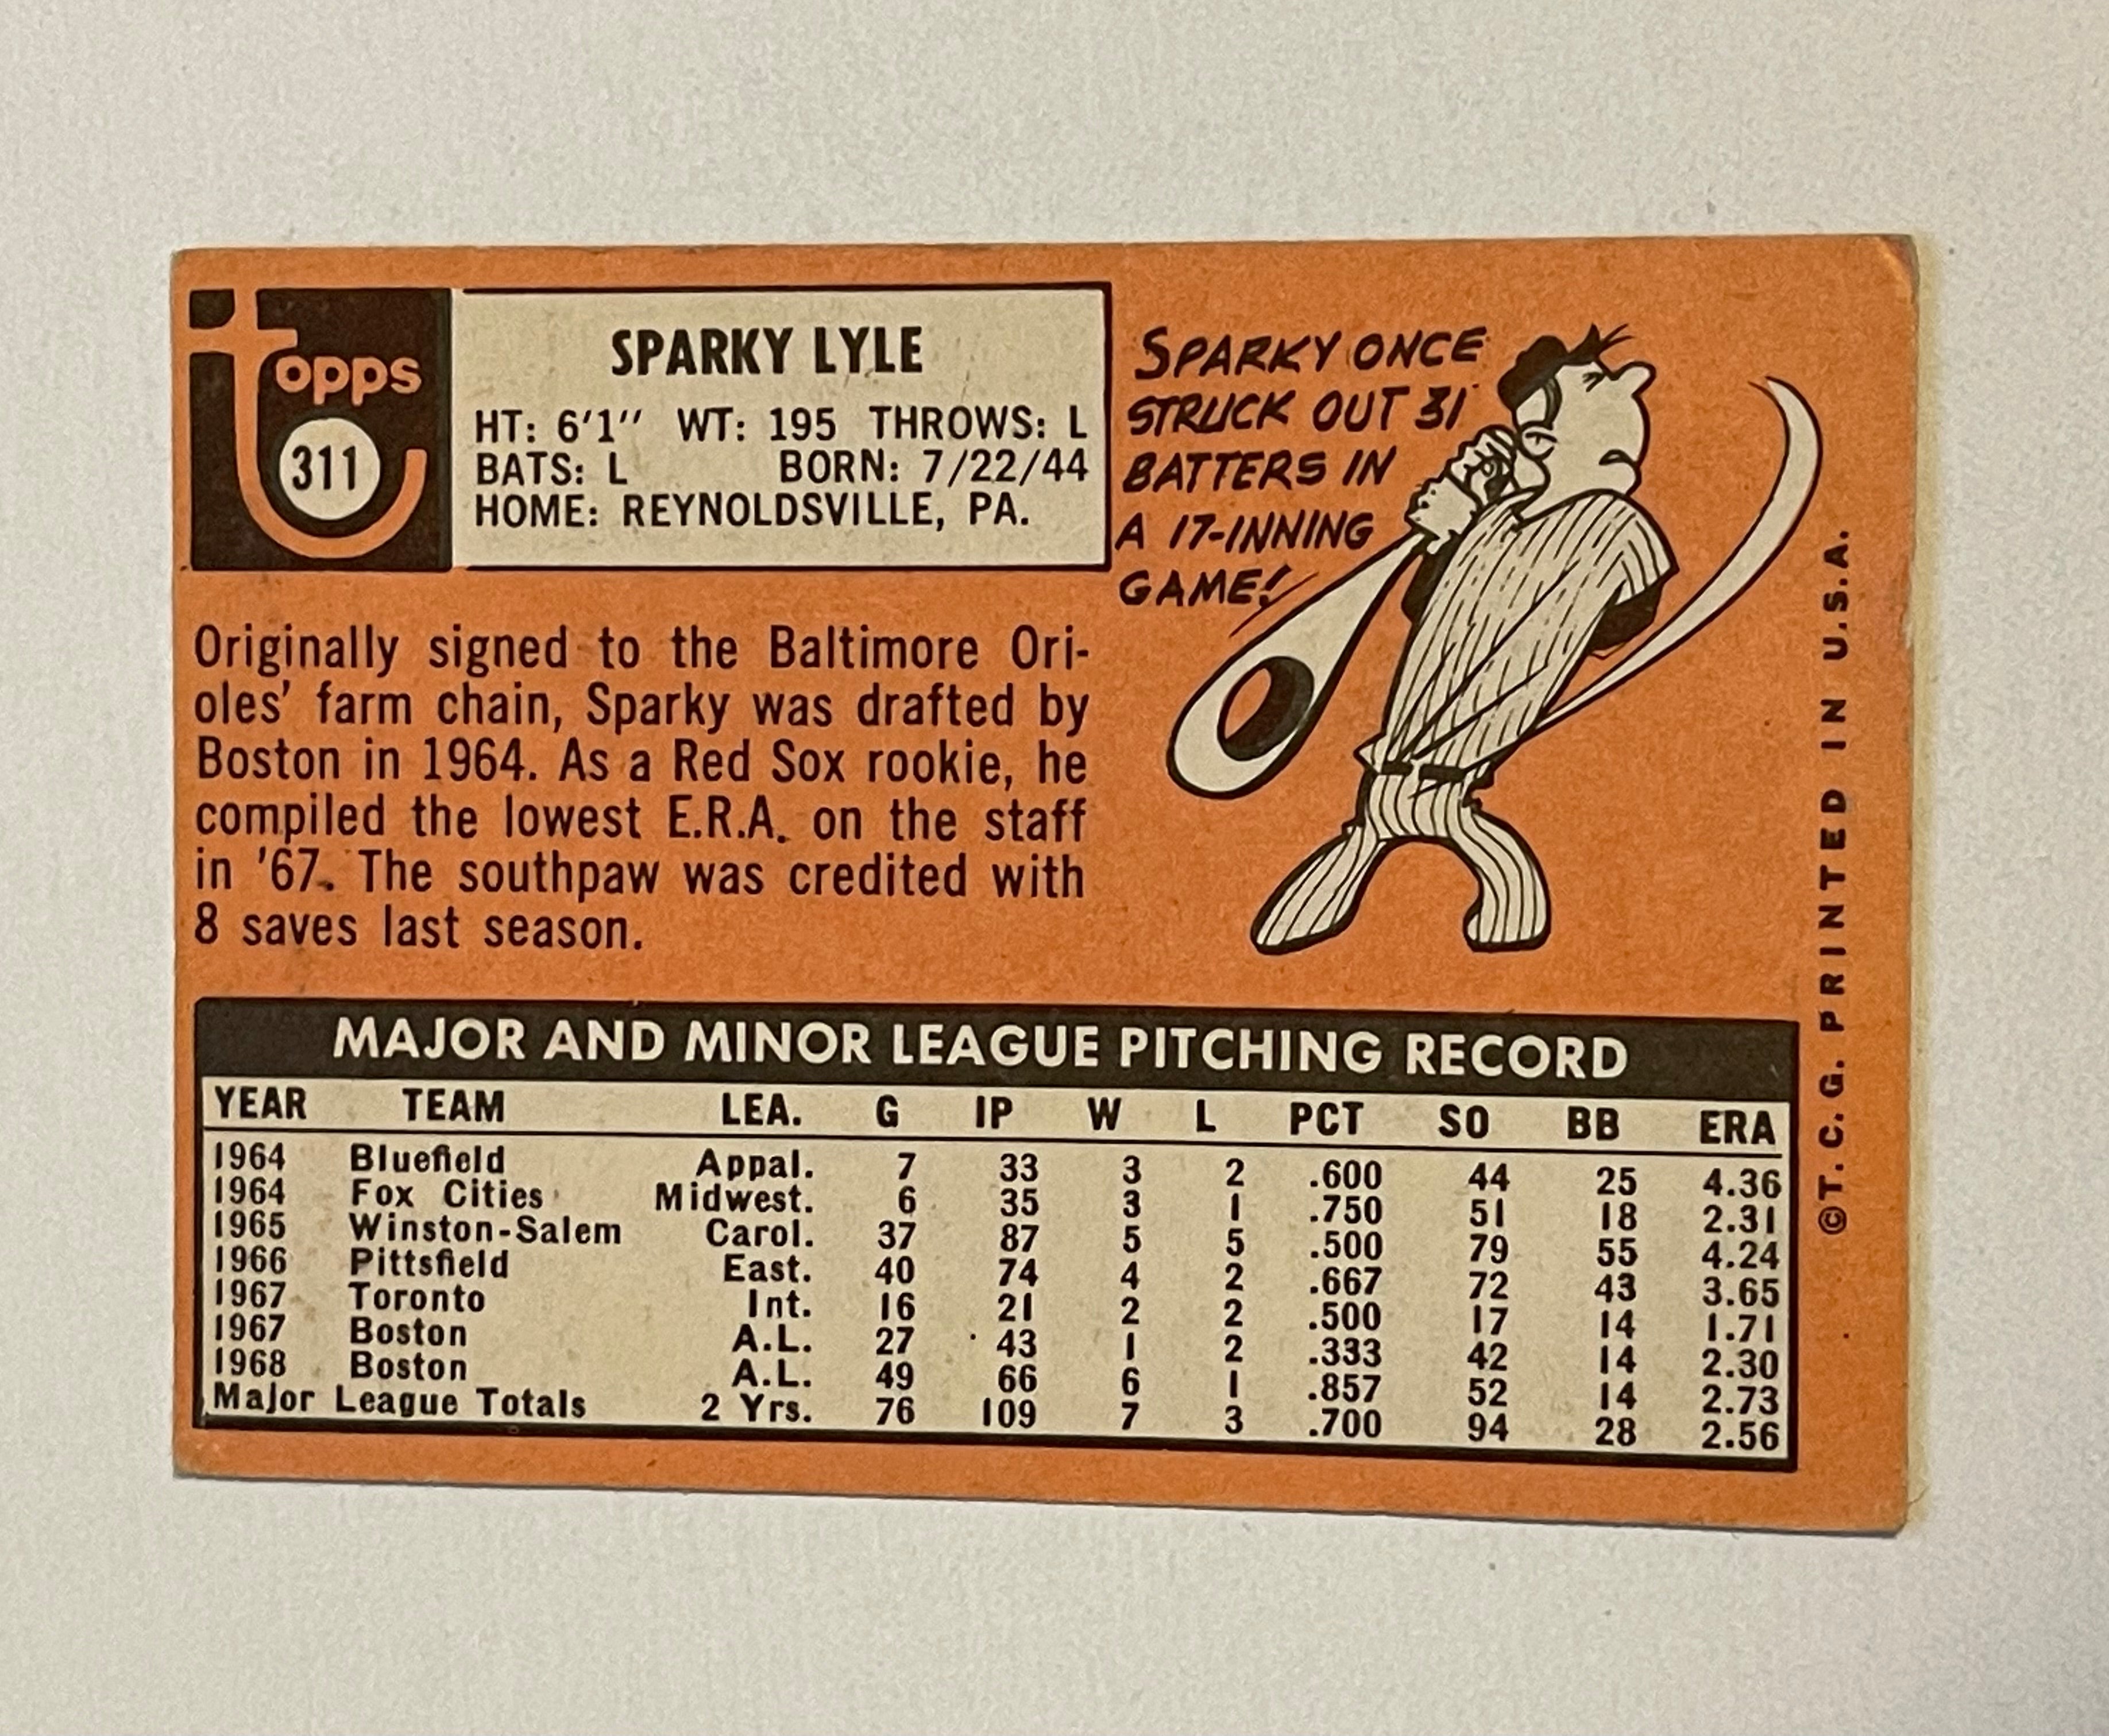 Topps
311
SPARKY LYLE
HT: 6'1" WT: 195 THROWS: L
BATS: L BORN: 7/22/44
HOME: REYNOLDSVILLE, PA.
SPARKY ONCE
STRUCK OUT 31
BATTERS IN
A 17-INNING
GAME!
Originally signed to the Baltimore Ori-
oles' farm chain, Sparky was drafted by
Boston in 1964. As a Red Sox rookie, he
compiled the lowest E.R.A. on the staff
in '67. The southpaw was credited with
8 saves last season.
MAJOR AND MINOR LEAGUE PITCHING RECORD
YEAR TEAM LEA. G IP W L PCT SO BB ERA
1964 Bluefield Appal. 7 33 3 2 .600 44 25 4.36
1964 Fox Cities Midwest. 6 35 3 1 .750 51 18 2.31
1965 Winston-Salem Carol. 37 87 5 5 .500 79 55 4.24
1966 Pittsfield East. 40 74 4 2 .667 72 43 3.65
1967 Toronto Int. 16 21 2 2 .500 17 14 1.71
1967 Boston A.L. 27 43 1 2 .333 42 14 2.30
1968 Boston A.L. 49 66 6 1 .857 52 14 2.73
Major League Totals 2 Yrs. 76 109 7 3 .700 94 28 2.56
©T.C.G. PRINTED IN U.S.A.